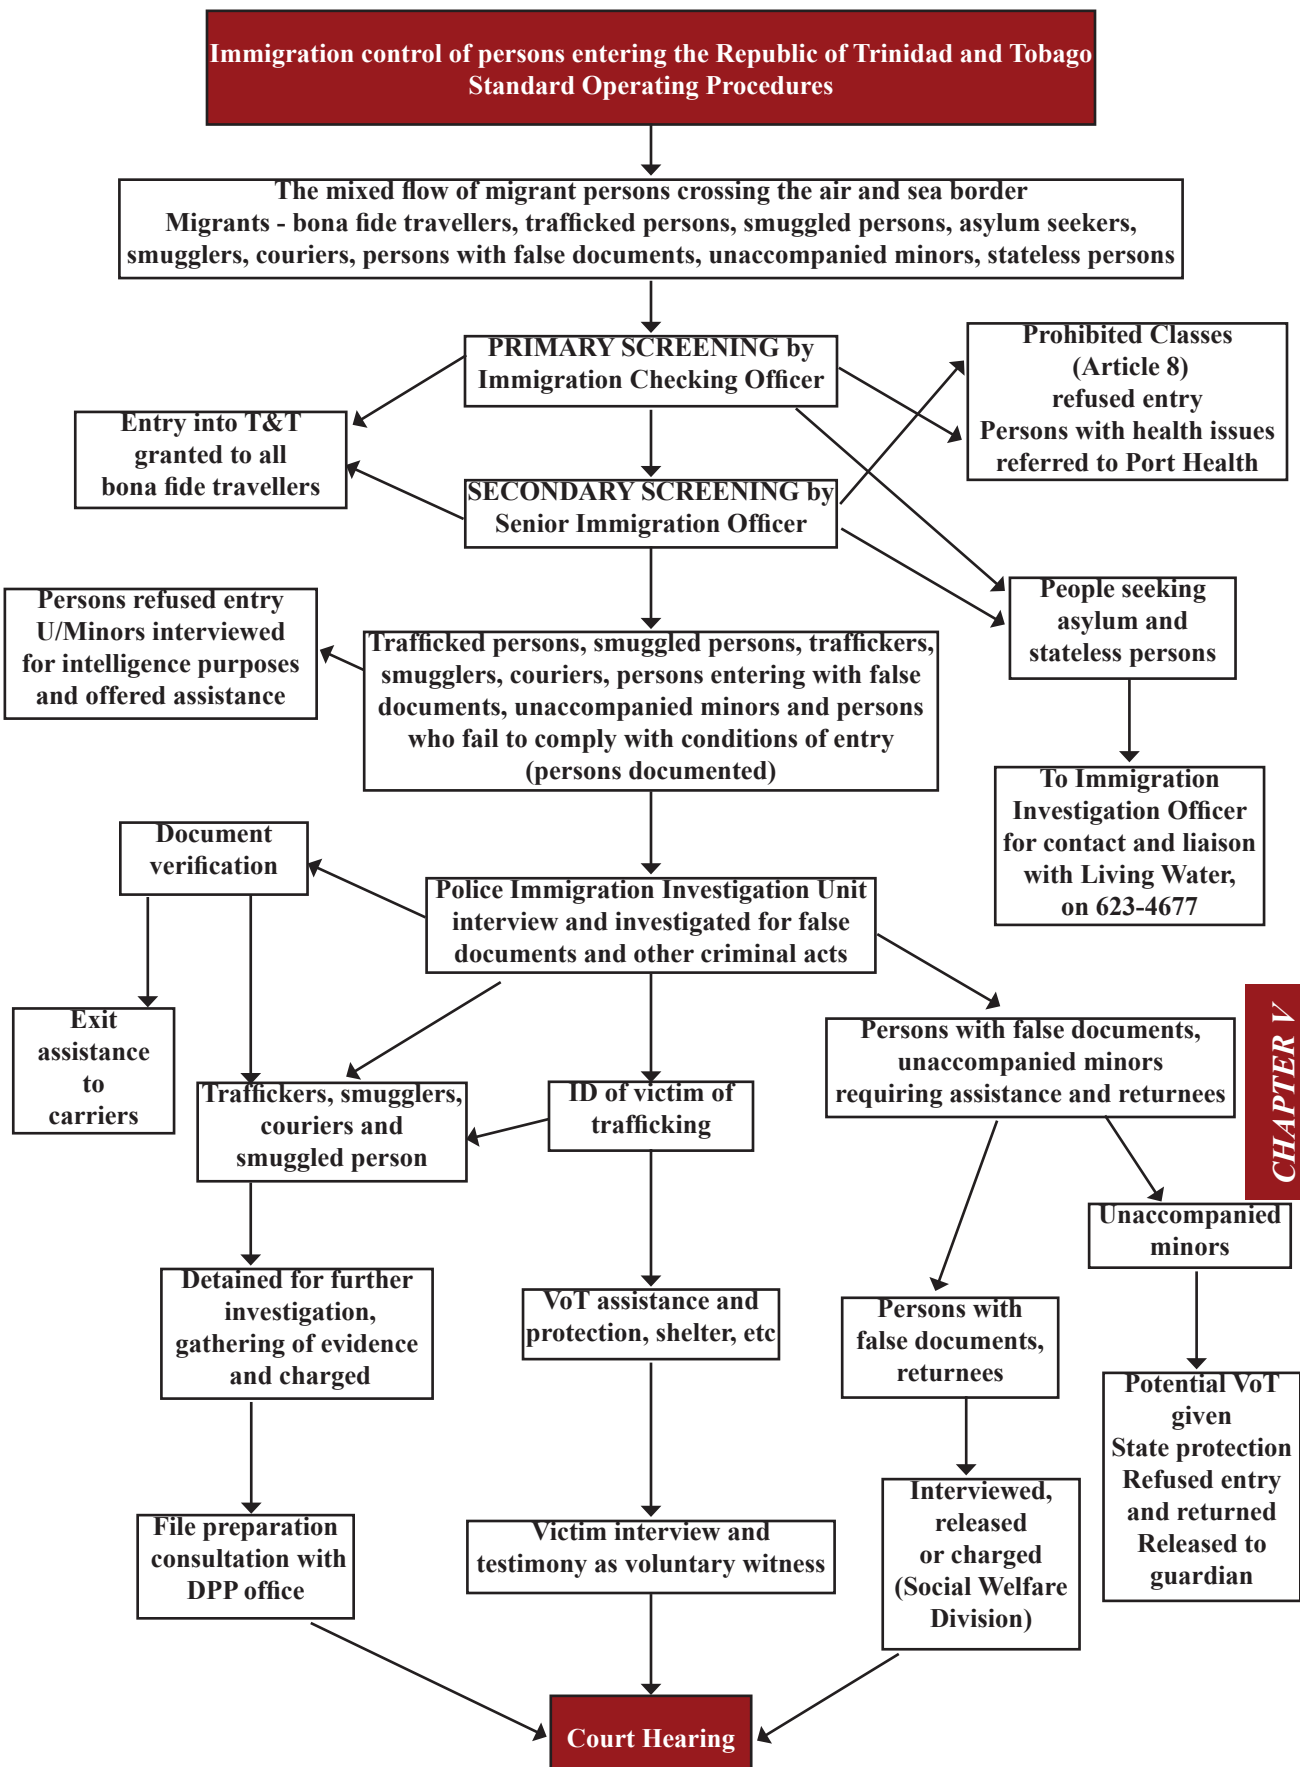 Immigration control of persons entering the Republic of Trinidad and Tobago
Standard Operating Procedures
The mixed flow of migrant persons crossing the air and sea border
Migrants - bona fide travellers, trafficked persons, smuggled persons, asylum seekers,
smugglers, couriers, persons with false documents, unaccompanied minors, stateless persons
PRIMARY SCREENING by
Immigration Checking Officer
Prohibited Classes
(Article 8)
refused entry
Persons with health issues
referred to Port Health
Entry into T&T
granted to all
bona fide travellers
SECONDARY SCREENING by
Senior Immigration Officer
People seeking
asylum and
stateless persons
Persons refused entry
U/Minors interviewed
for intelligence purposes
and offered assistance
Trafficked persons, smuggled persons, traffickers,
smugglers, couriers, persons entering with false
documents, unaccompanied minors and persons
who fail to comply with conditions of entry
(persons documented)
To Immigration
Investigation Officer
for contact and liaison
with Living Water,
on 623-4677
Document
verification
Police Immigration Investigation Unit
interview and investigated for false
documents and other criminal acts
CHAPTER V
Exit
assistance
to
carriers
Persons with false documents,
unaccompanied minors
requiring assistance and returnees
Traffickers, smugglers,
couriers and
smuggled person
ID of victim of
trafficking
Unaccompanied
minors
Detained for further
investigation,
gathering of evidence
and charged
VoT assistance and
protection, shelter, etc
Persons with
false documents,
returnees
Potential VoT
given
State protection
Refused entry
and returned
Released to
guardian
Interviewed,
released
or charged
(Social Welfare
Division)
File preparation
consultation with
DPP office
Victim interview and
testimony as voluntary witness
Court Hearing